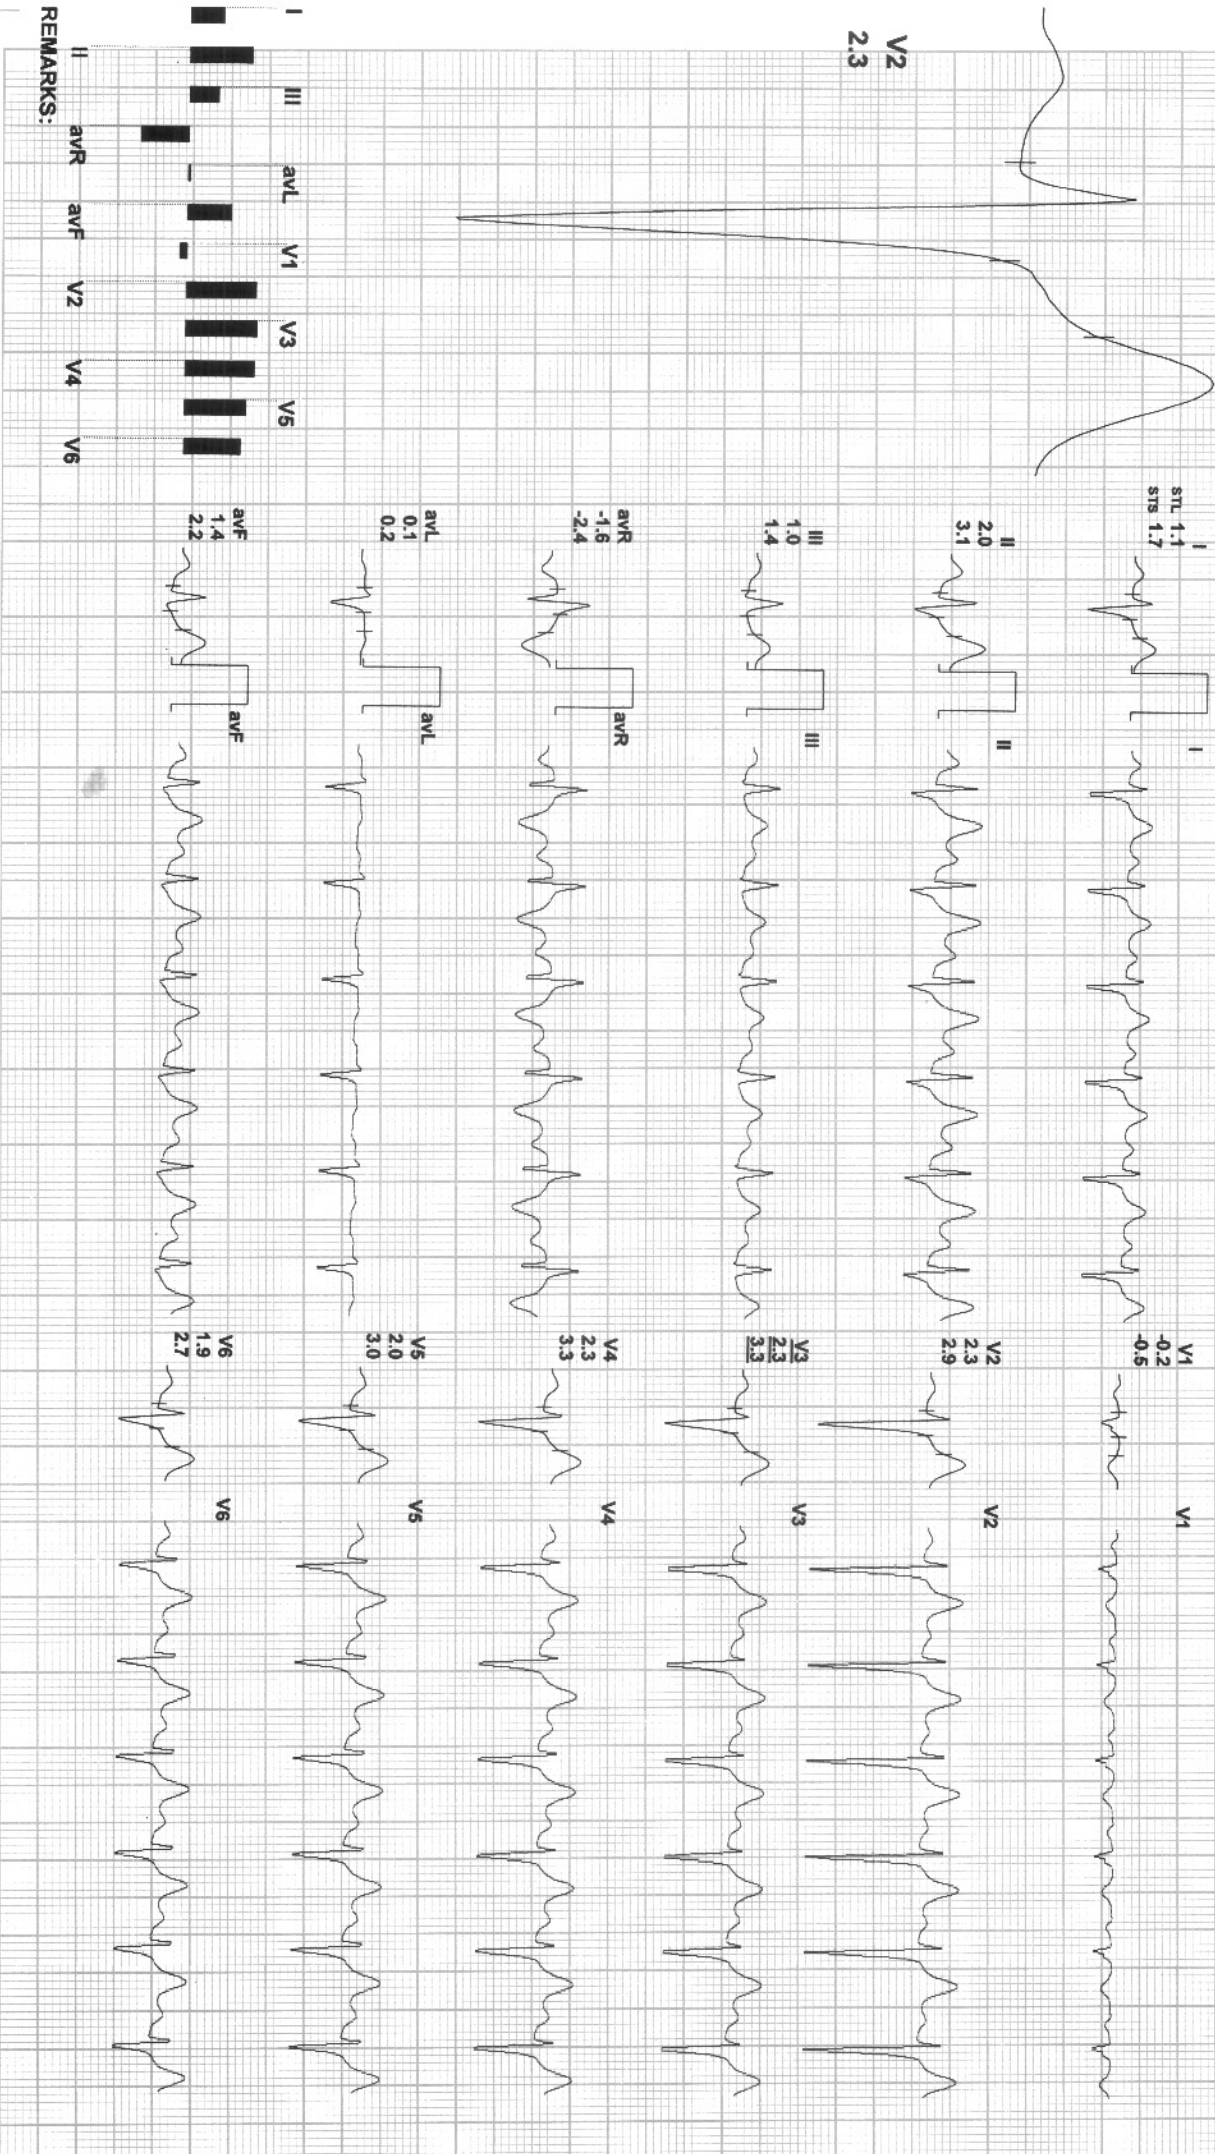 V2
2.3
I III avL V1 V3 V5
II avR avF V2 V4 V6
REMARKS:
I
STL 1.1
STS 1.7
I
II
2.0
3.1
II
III
1.0
1.4
III
avR
-1.6
-2.4
avR
avL
0.1
0.2
avL
avF
1.4
2.2
avF
V1
-0.2
-0.5
V1
V2
2.3
2.9
V2
V3
2.3
3.3
V3
V4
2.3
3.3
V4
V5
2.0
3.0
V5
V6
1.9
2.7
V6